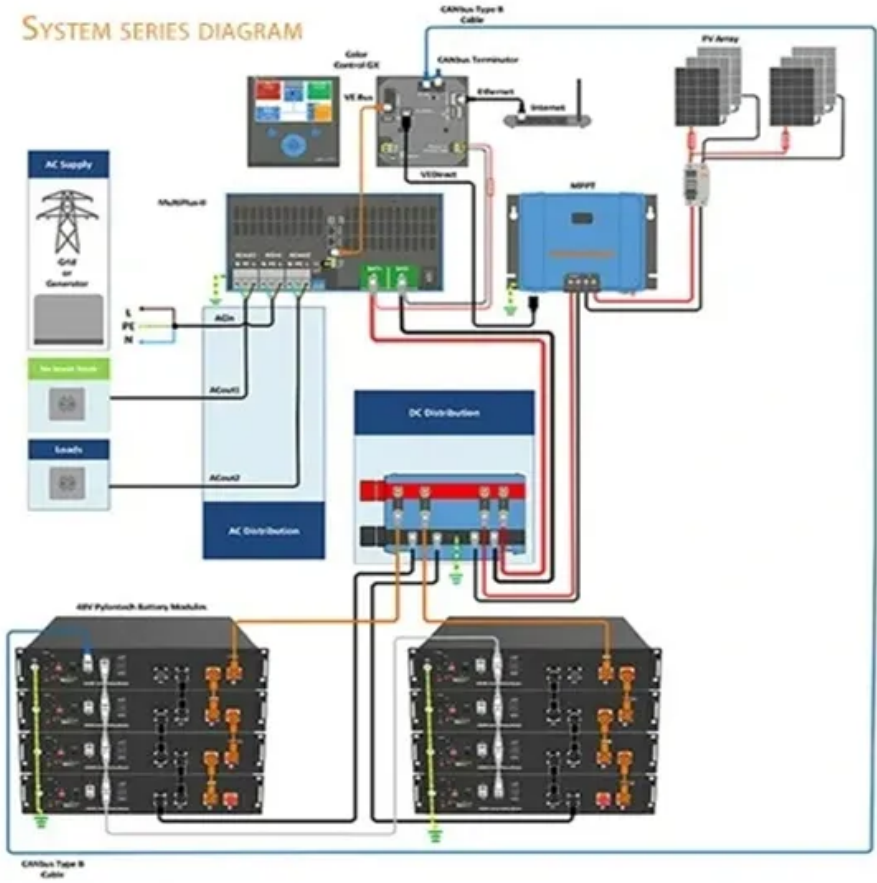 SYSTEM SERIES DIAGRAM
CANbus Type B
Cable
PV Array
Color
Control GX
CANbus Terminator
VE Bus
Ethernet
Internet
AC Supply
VEDirect
MPPT
MultiPlus-II
Grid
or
Generator
L
PE
N
ACin
ACout1
DC Distribution
Loads
ACout2
AC Distribution
48V Pylontech Battery Modules
CANbus Type B
Cable